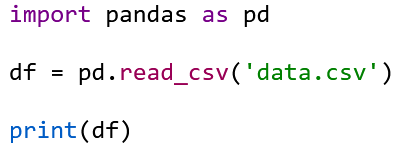 import pandas as pd
df = pd.read_csv('data.csv')
print(df)